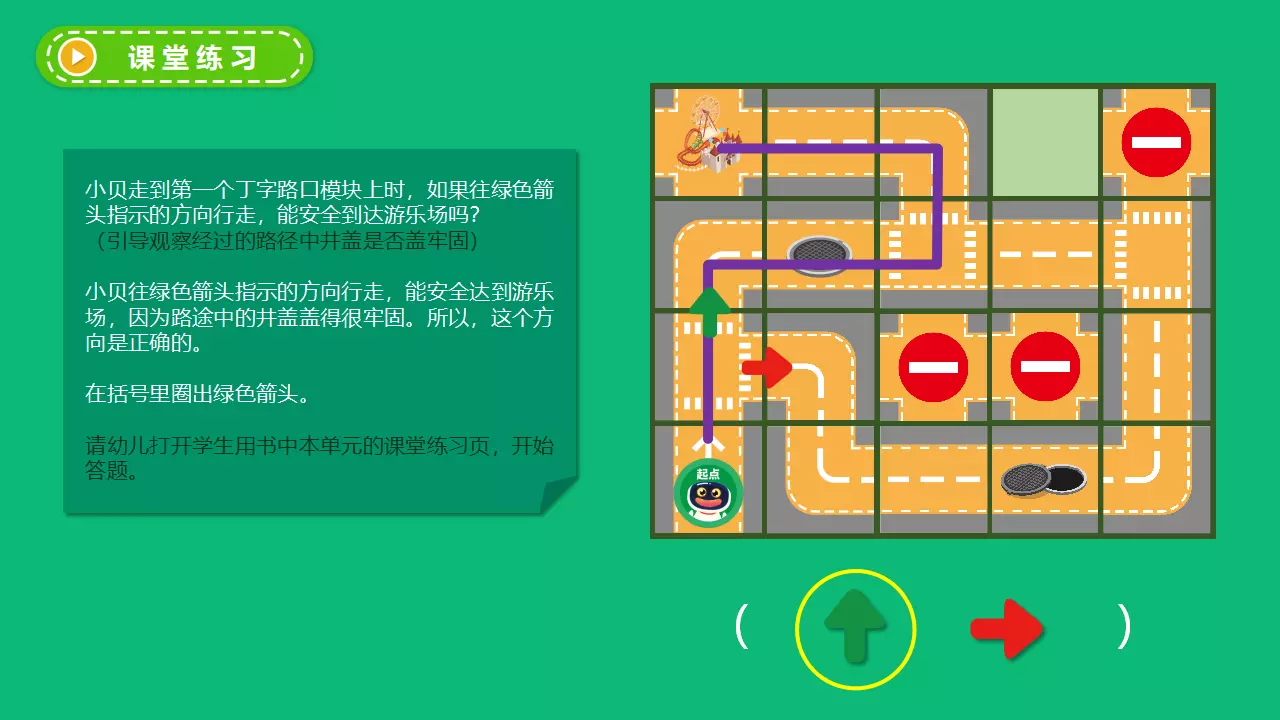 课堂练习
小贝走到第一个丁字路口模块上时，如果往绿色箭
头指示的方向行走，能安全到达游乐场吗？
（引导观察经过的路径中井盖是否盖牢固）
小贝往绿色箭头指示的方向行走，能安全达到游乐
场，因为路途中的井盖盖得很牢固。所以，这个方
向是正确的。
在括号里圈出绿色箭头。
请幼儿打开学生用书中本单元的课堂练习页，开始
答题。
起点
（ ）